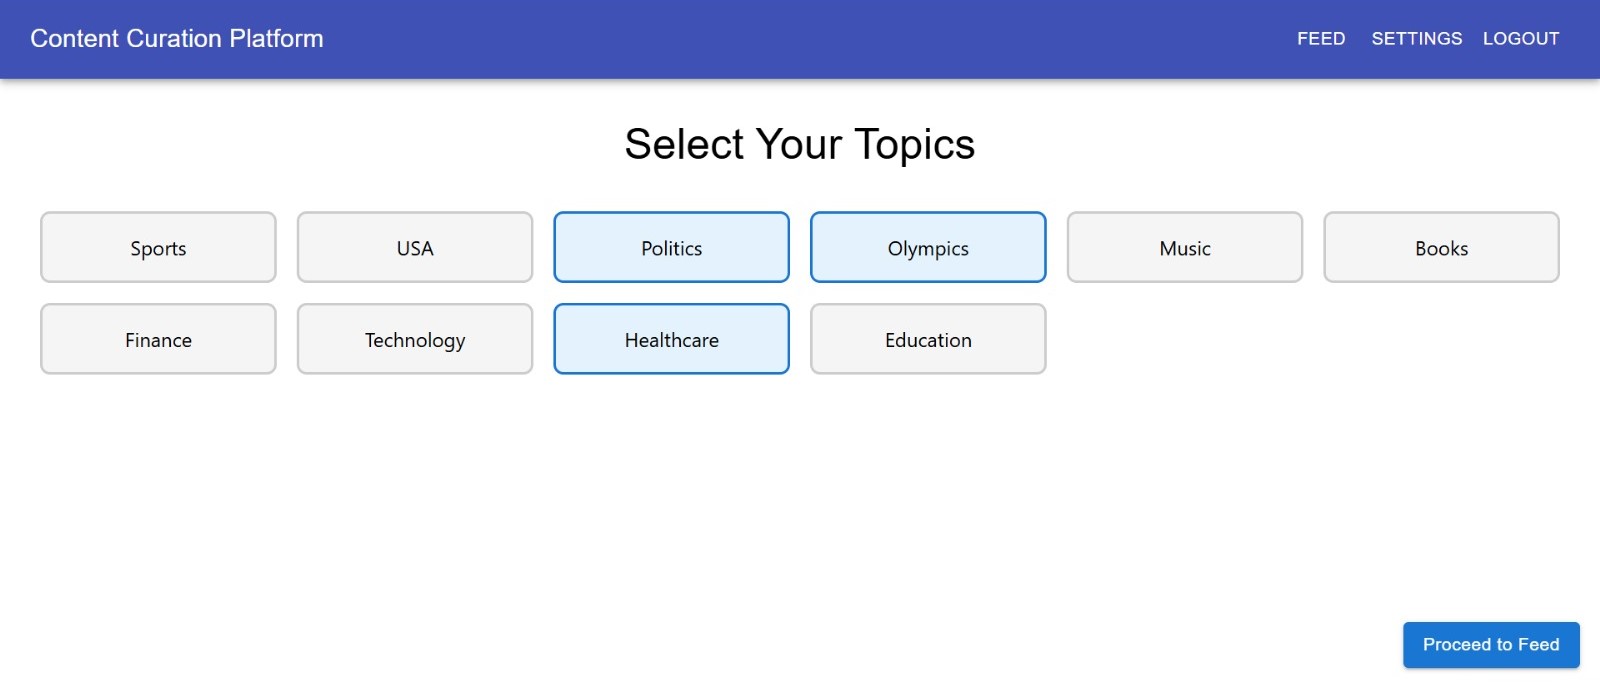 Content Curation Platform
FEED SETTINGS LOGOUT
Select Your Topics
Sports
USA
Politics
Olympics
Music
Books
Finance
Technology
Healthcare
Education
Proceed to Feed